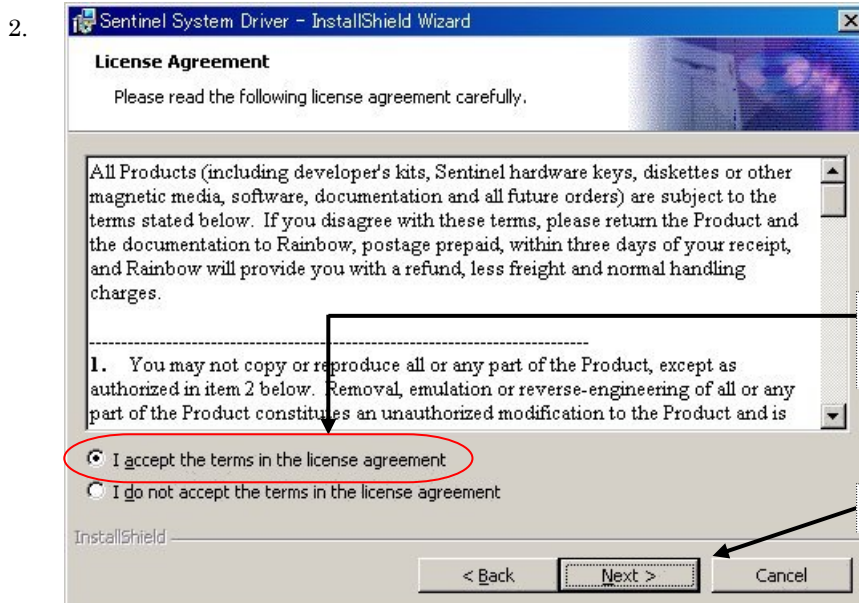 2.
Sentinel System Driver - InstallShield Wizard
License Agreement
Please read the following license agreement carefully.
All Products (including developer's kits, Sentinel hardware keys, diskettes or other
magnetic media, software, documentation and all future orders) are subject to the
terms stated below. If you disagree with these terms, please return the Product and
the documentation to Rainbow, postage prepaid, within three days of your receipt,
and Rainbow will provide you with a refund, less freight and normal handling
charges.
--------------------------------------------------------------------------------
1. You may not copy or reproduce all or any part of the Product, except as
authorized in item 2 below. Removal, emulation or reverse-engineering of all or any
part of the Product constitutes an unauthorized modification to the Product and is
I accept the terms in the license agreement
I do not accept the terms in the license agreement
InstallShield
< Back Next > Cancel